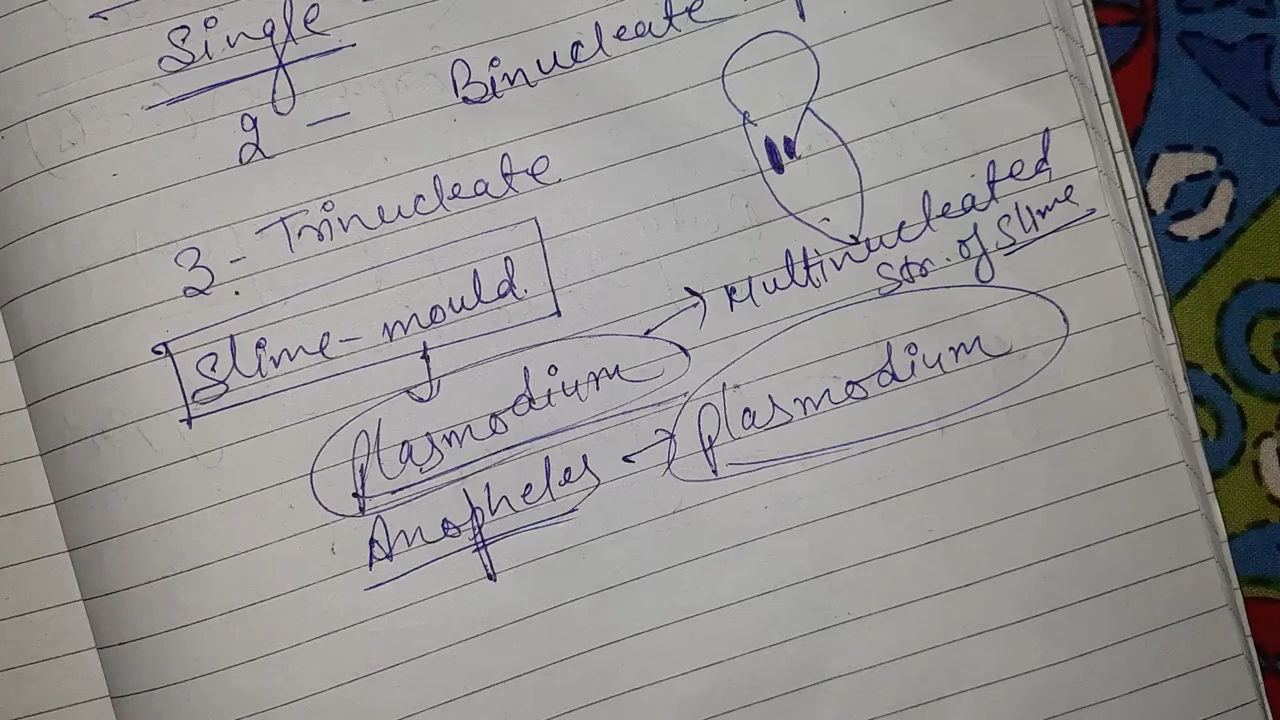 Single
2 - Binucleate
3 - Trinucleate
Slime-mould.
Plasmodium → Multinucleated
Str. of Slime
Anopheles → Plasmodium